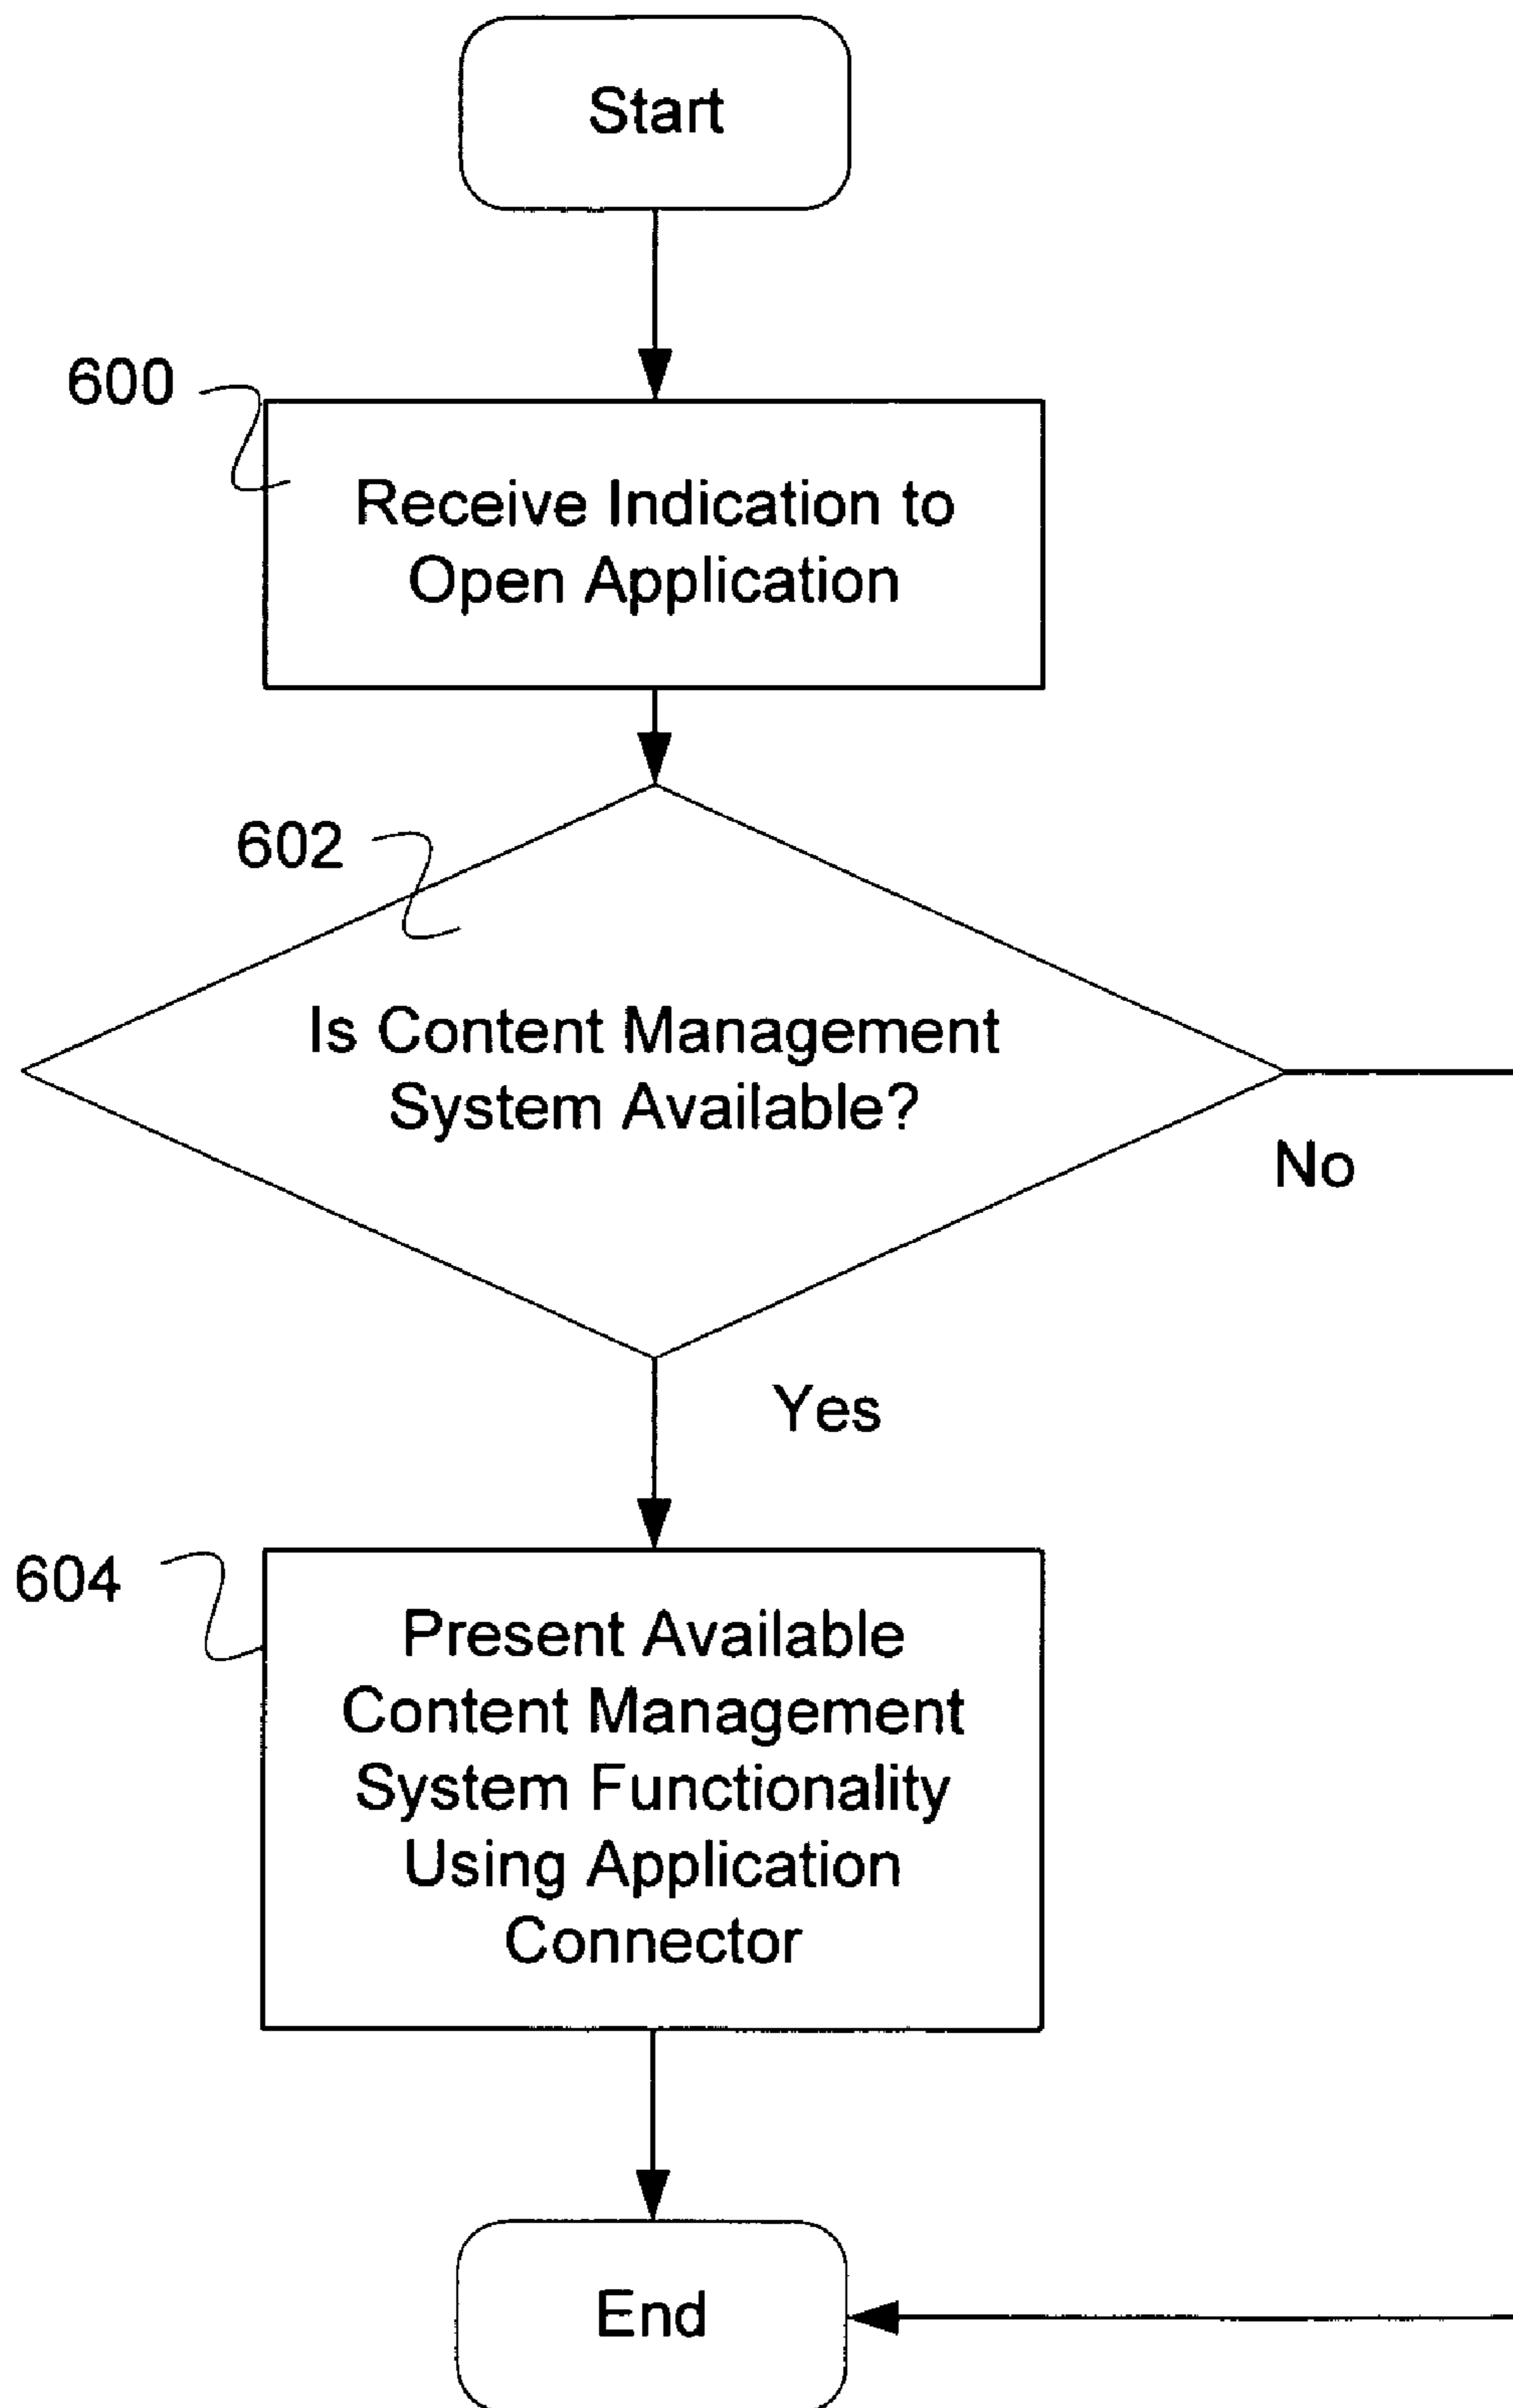 Start
600
Receive Indication to
Open Application
602
Is Content Management
System Available?
No
Yes
604
Present Available
Content Management
System Functionality
Using Application
Connector
End